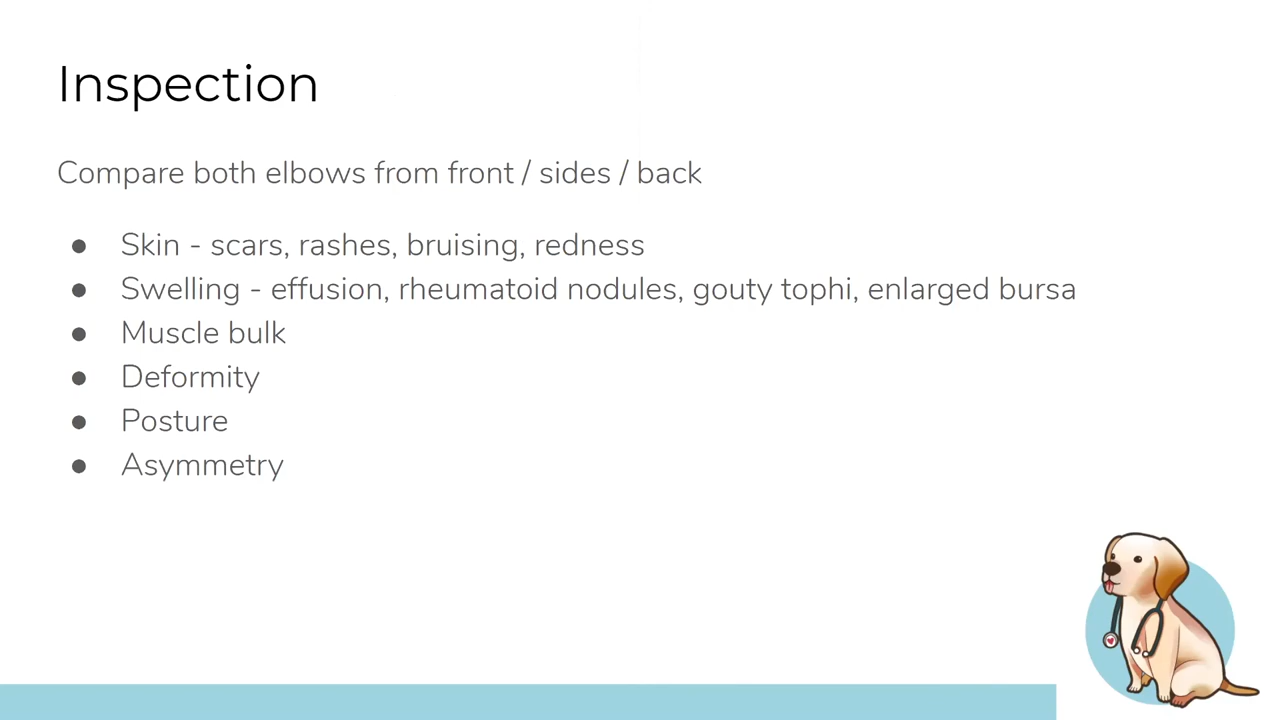 Inspection
Compare both elbows from front / sides / back
● Skin - scars, rashes, bruising, redness
● Swelling - effusion, rheumatoid nodules, gouty tophi, enlarged bursa
● Muscle bulk
● Deformity
● Posture
● Asymmetry